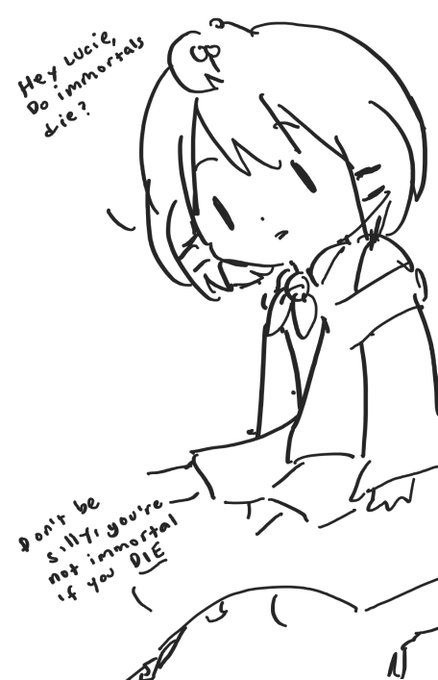 Hey Lucie,
Do immortals
die?
Don't be
silly, you're
not immortal
if you DIE